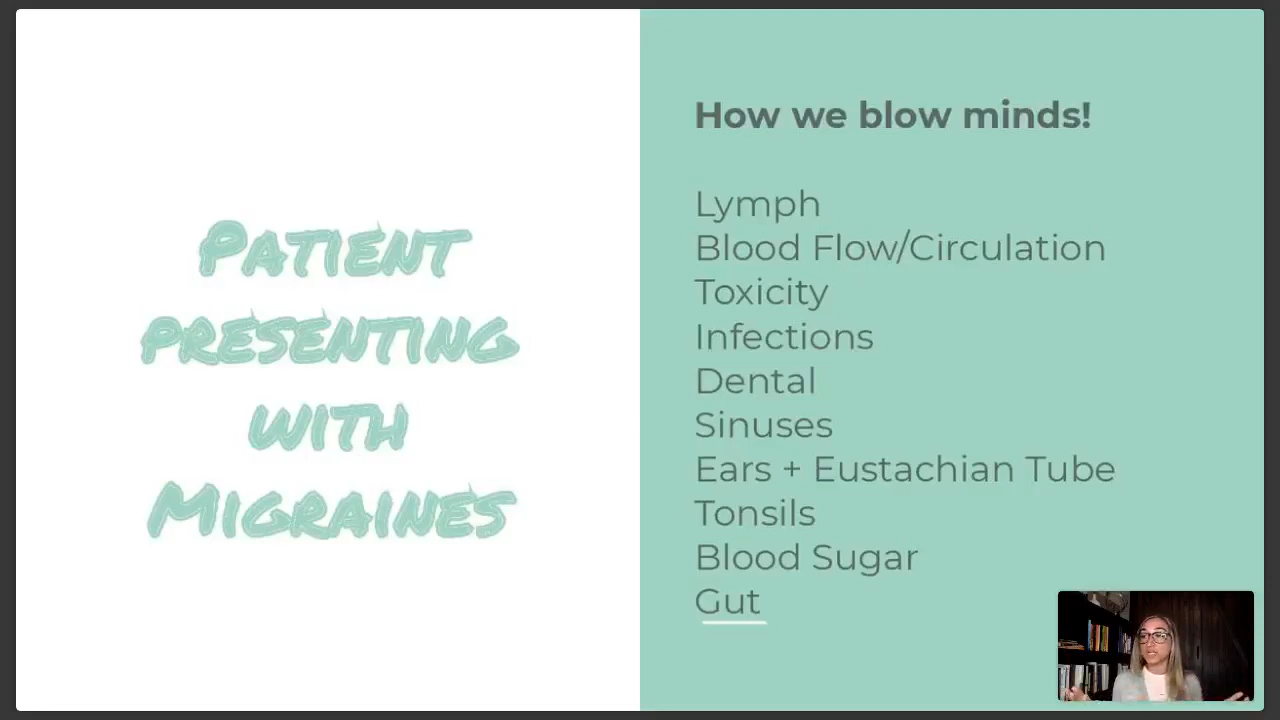 Patient
presenting
with
Migraines
How we blow minds!
Lymph
Blood Flow/Circulation
Toxicity
Infections
Dental
Sinuses
Ears + Eustachian Tube
Tonsils
Blood Sugar
Gut